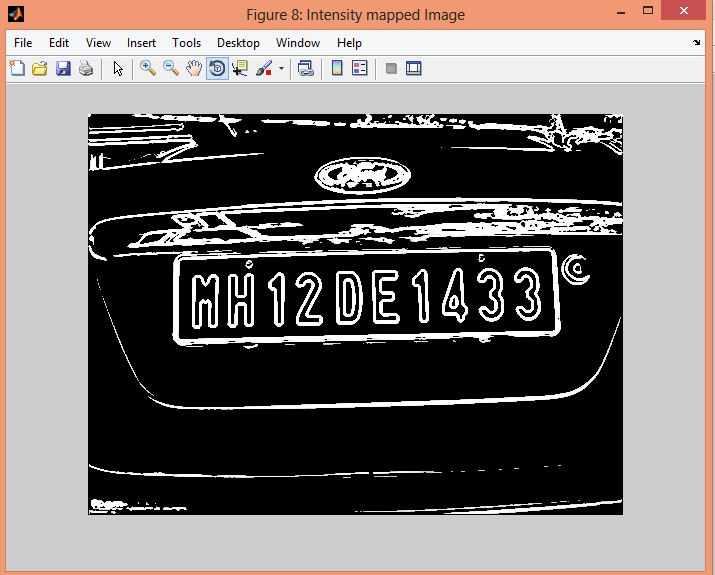 Figure 8: Intensity mapped Image
File Edit View Insert Tools Desktop Window Help
MH12DE1433